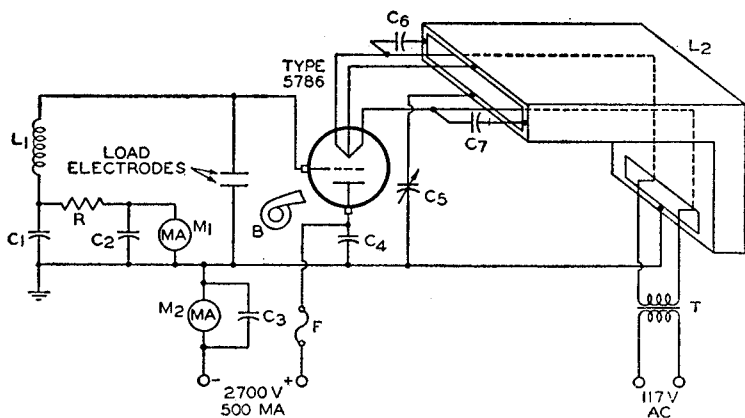 C6
TYPE
5786
L2
L1
LOAD
ELECTRODES
C7
R
C1
C2
M1
MA
B
C5
C4
M2
MA
C3
F
T
-
2700 V
+
500 MA
117 V
AC